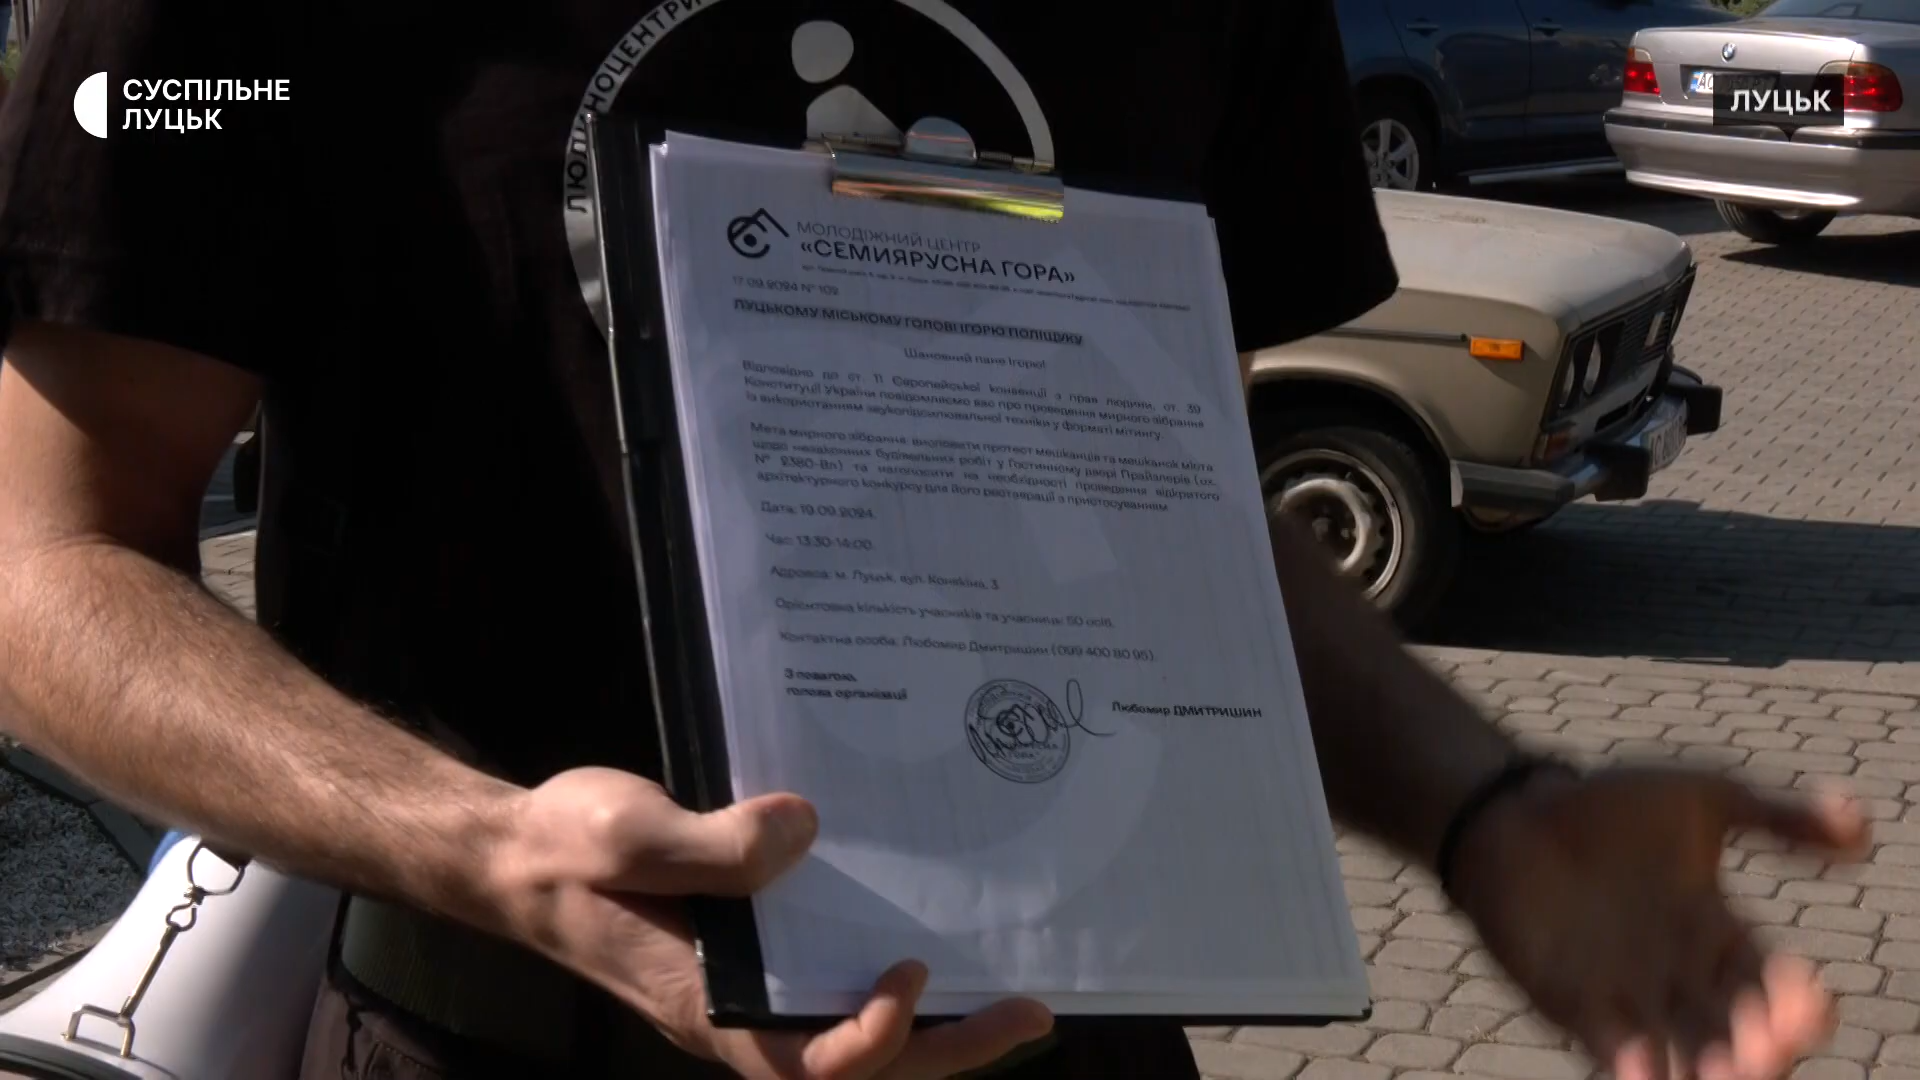 СУСПІЛЬНЕ
ЛУЦЬК
ЛУЦЬК
ЛЮДИНОЦЕНТРИ
МОЛОДІЖНИЙ ЦЕНТР
«СЕМИЯРУСНА ГОРА»
17.09.2024 № 102
ЛУЦЬКОМУ МІСЬКОМУ ГОЛОВІ ІГОРЮ ПОЛІЩУКУ
Шановний пане Ігорю!
Відповідно до ст. 11 Європейської конвенції з прав людини, ст. 39
Конституції України повідомляємо вас про проведення мирного зібрання
із використанням звукопідсилювальної техніки у форматі мітингу.
Мета мирного зібрання: висловити протест мешканців та мешканок міста
щодо незаконних будівельних робіт у Гостинному дворі Прайзлерів (ох.
№ 2380-Вл) та наголосити на необхідності проведення відкритого
архітектурного конкурсу для його реставрації з пристосуванням.
Дата: 19.09.2024.
Час: 13:30-14:00.
Адреса: м. Луцьк, вул. Конякіна, 3.
Орієнтовна кількість учасників та учасниць: 50 осіб.
Контактна особа: Любомир Дмитришин (099 400 80 95).
З повагою,
голова організації
Любомир ДМИТРИШИН